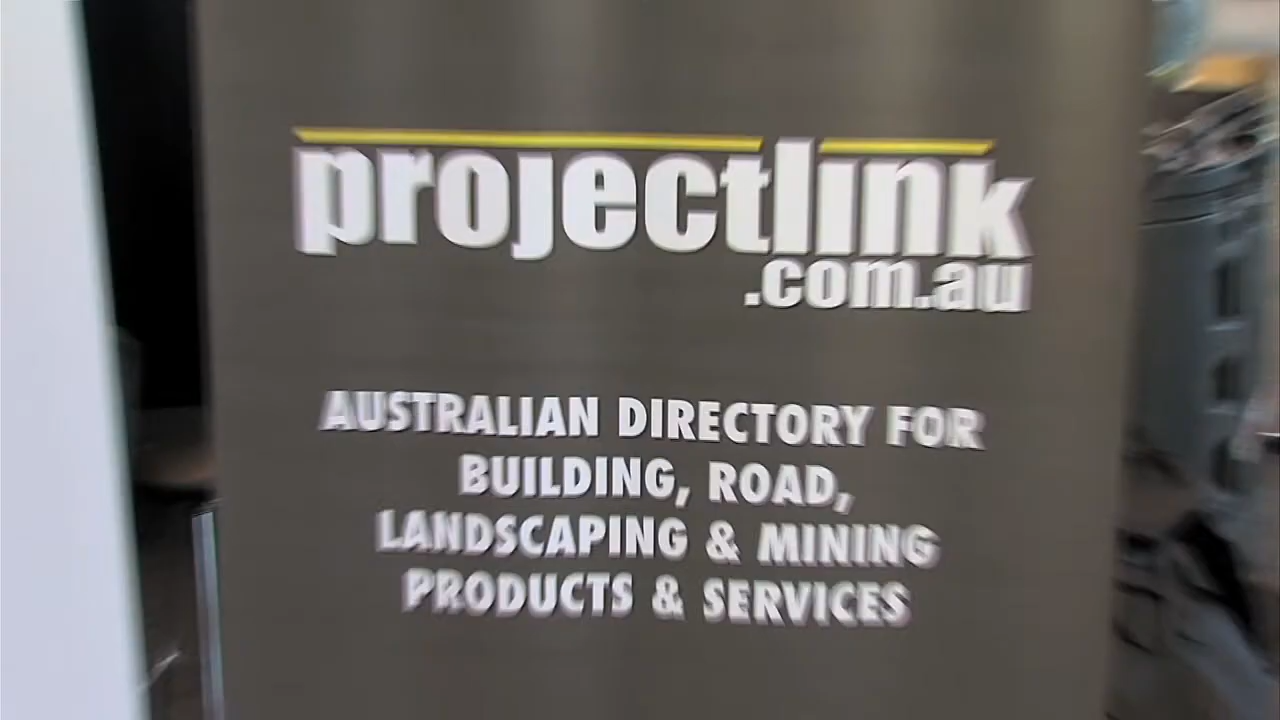 projectlink
.com.au
AUSTRALIAN DIRECTORY FOR
BUILDING, ROAD,
LANDSCAPING & MINING
PRODUCTS & SERVICES